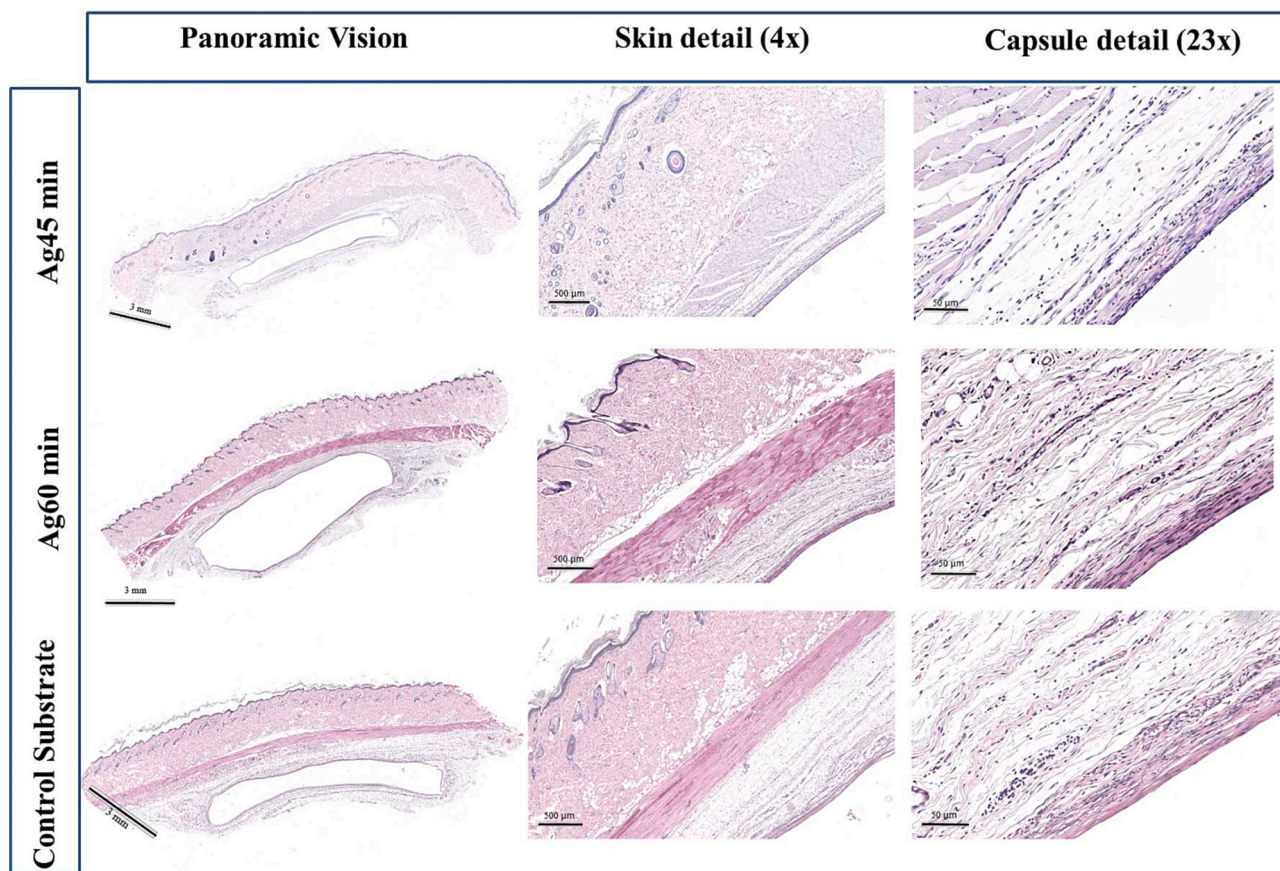 Panoramic Vision
Skin detail (4x)
Capsule detail (23x)
Ag45 min
3 mm
500 µm
50 µm
Ag60 min
3 mm
500 µm
50 µm
Control Substrate
3 mm
500 µm
50 µm